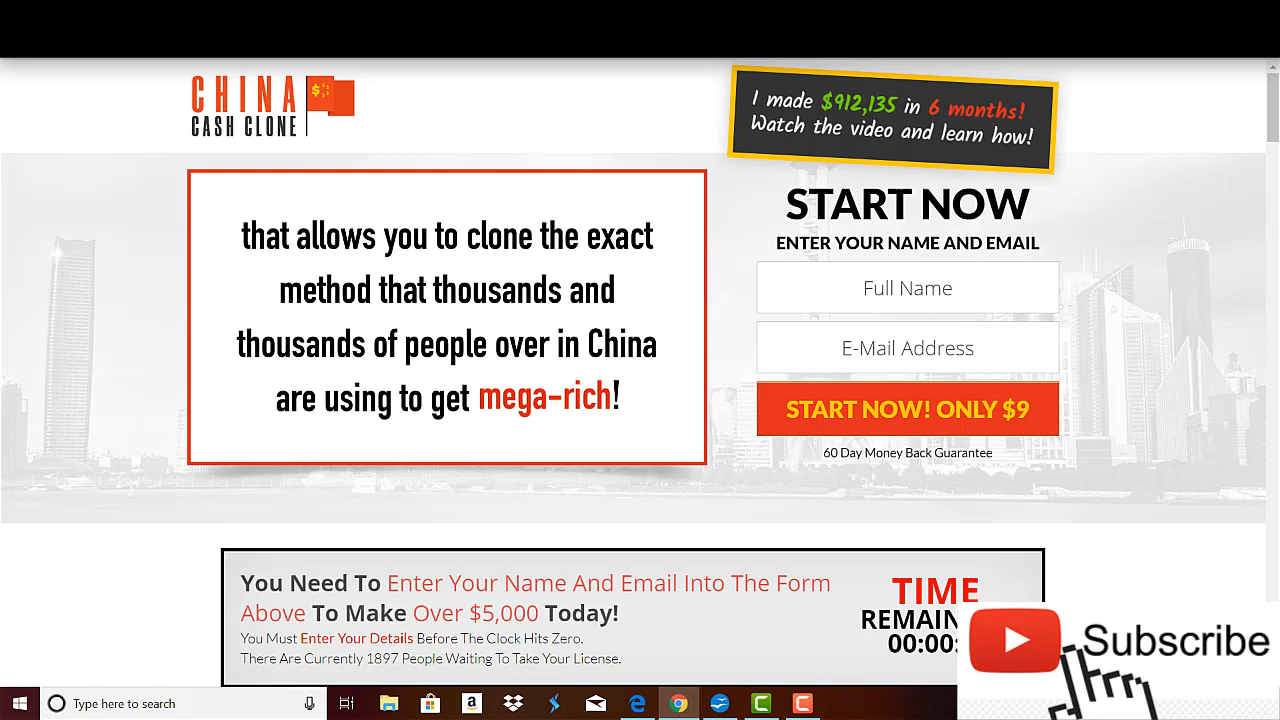 CHINA
CASH CLONE
I made $912,135 in 6 months!
Watch the video and learn how!
that allows you to clone the exact
method that thousands and
thousands of people over in China
are using to get mega-rich!
START NOW
ENTER YOUR NAME AND EMAIL
Full Name
E-Mail Address
START NOW! ONLY $9
60 Day Money Back Guarantee
You Need To Enter Your Name And Email Into The Form
Above To Make Over $5,000 Today!
You Must Enter Your Details Before The Clock Hits Zero.
There Are Currently 1897 People Waiting To Take Your License.
TIME
REMAIN
00:00:
Subscribe
Type here to search